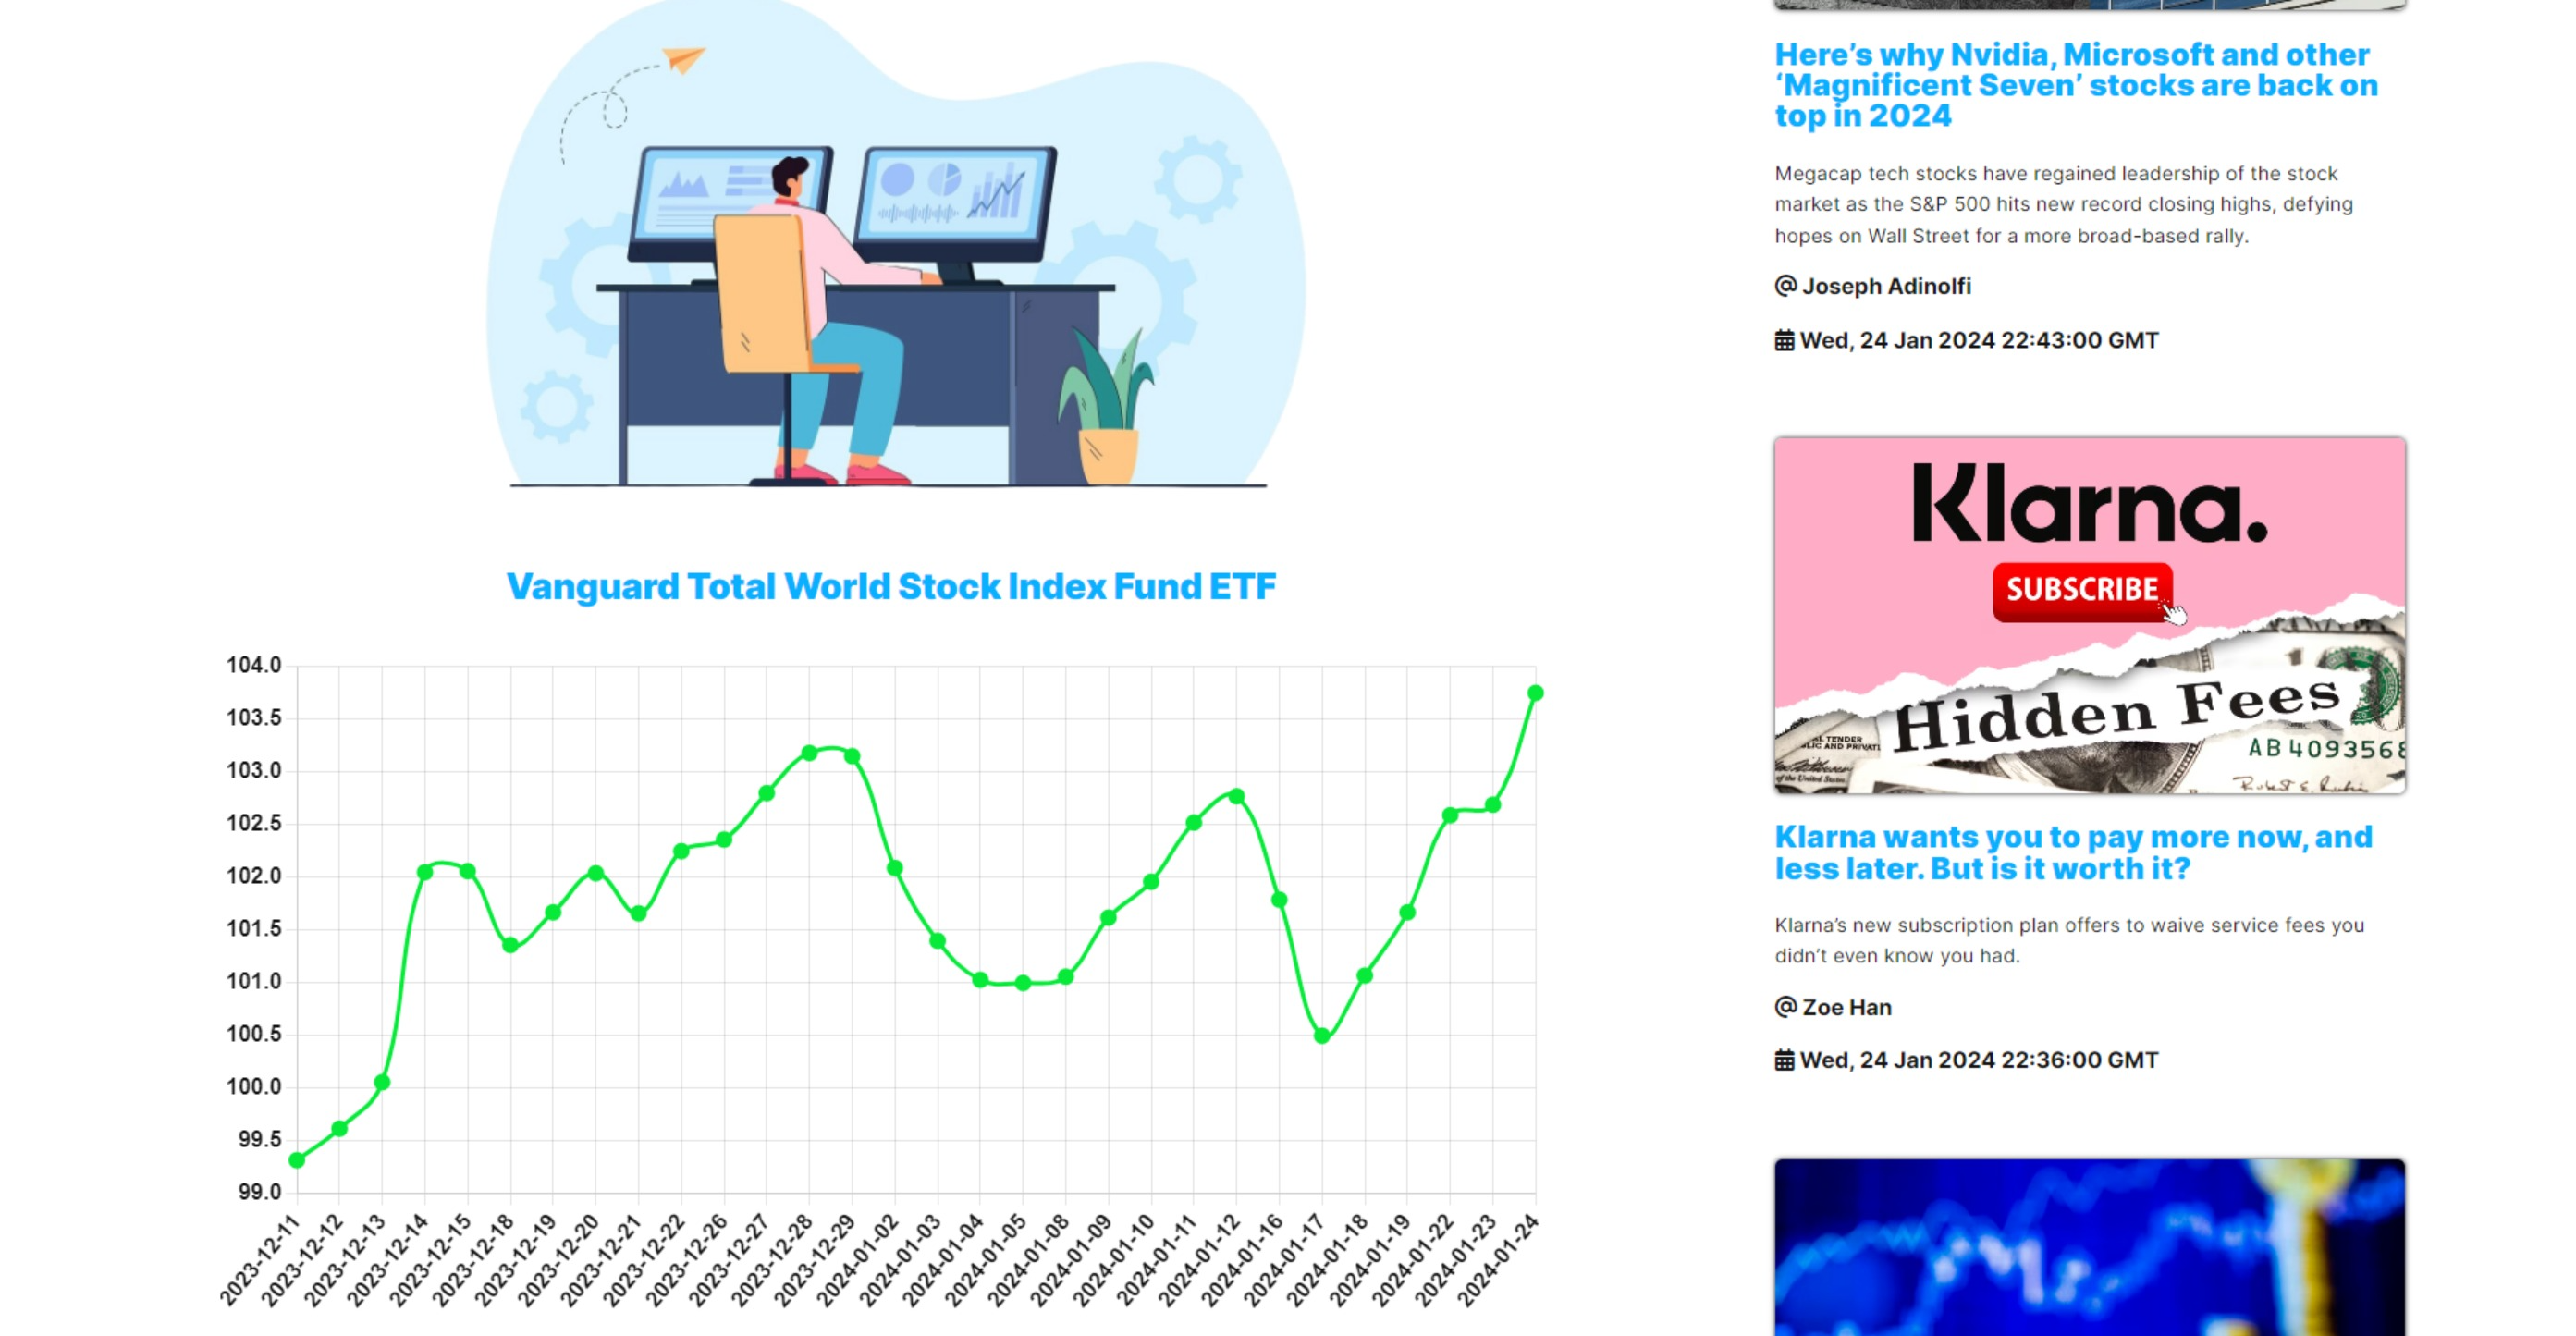 Vanguard Total World Stock Index Fund ETF
104.0
103.5
103.0
102.5
102.0
101.5
101.0
100.5
100.0
99.5
99.0
2023-12-11
2023-12-12
2023-12-13
2023-12-14
2023-12-15
2023-12-18
2023-12-19
2023-12-20
2023-12-21
2023-12-22
2023-12-26
2023-12-27
2023-12-28
2023-12-29
2024-01-02
2024-01-03
2024-01-04
2024-01-05
2024-01-08
2024-01-09
2024-01-10
2024-01-11
2024-01-12
2024-01-16
2024-01-17
2024-01-18
2024-01-19
2024-01-22
2024-01-23
2024-01-24
Here’s why Nvidia, Microsoft and other
‘Magnificent Seven’ stocks are back on
top in 2024
Megacap tech stocks have regained leadership of the stock
market as the S&P 500 hits new record closing highs, defying
hopes on Wall Street for a more broad-based rally.
@ Joseph Adinolfi
Wed, 24 Jan 2024 22:43:00 GMT
Klarna.
SUBSCRIBE
Hidden Fees
TENDER
AND PRIVAT
AB 4093568
of the United States
Klarna wants you to pay more now, and
less later. But is it worth it?
Klarna’s new subscription plan offers to waive service fees you
didn’t even know you had.
@ Zoe Han
Wed, 24 Jan 2024 22:36:00 GMT